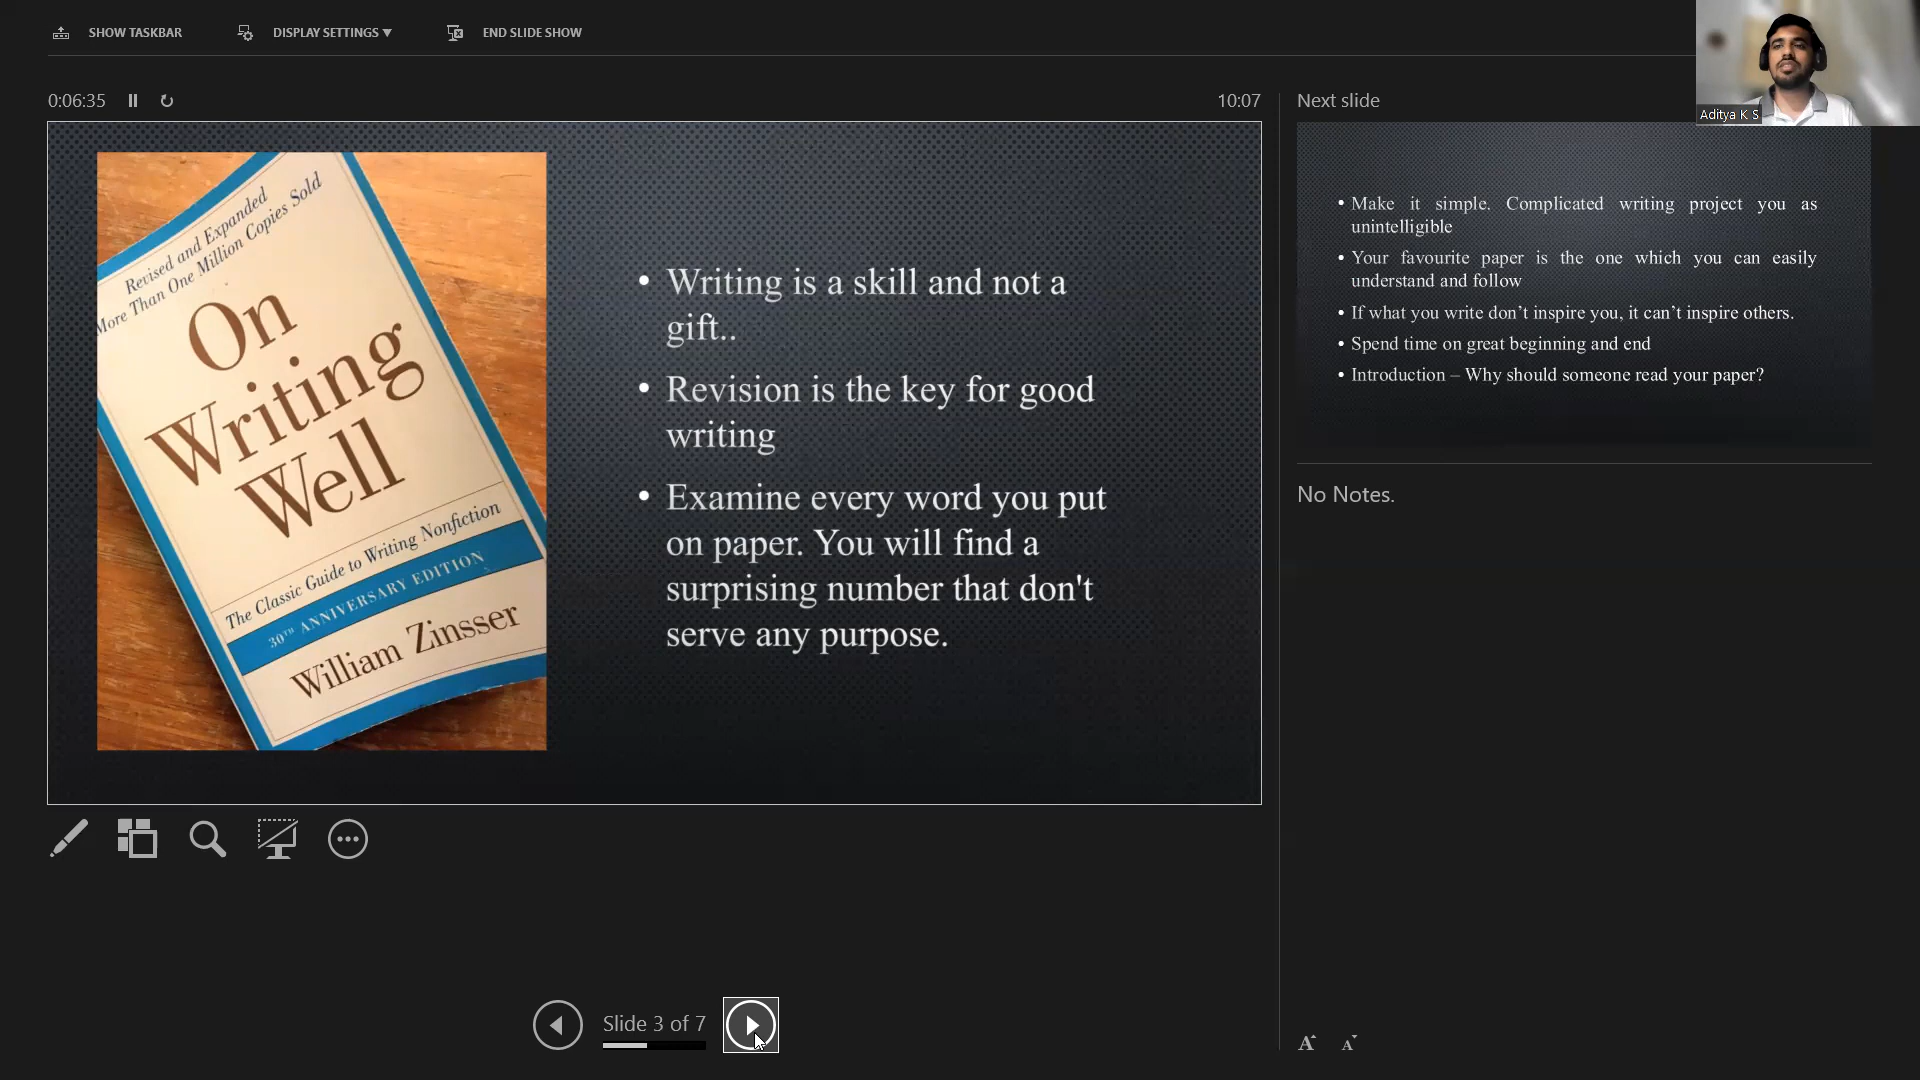 SHOW TASKBAR
DISPLAY SETTINGS ▼
END SLIDE SHOW
0:06:35
10:07
Next slide
Aditya K S
Revised and Expanded
More Than One Million Copies Sold
On
Writing
Well
The Classic Guide to Writing Nonfiction
30TH ANNIVERSARY EDITION
William Zinsser
• Writing is a skill and not a
gift..
• Revision is the key for good
writing
• Examine every word you put
on paper. You will find a
surprising number that don't
serve any purpose.
• Make it simple. Complicated writing project you as
unintelligible
• Your favourite paper is the one which you can easily
understand and follow
• If what you write don’t inspire you, it can’t inspire others.
• Spend time on great beginning and end
• Introduction – Why should someone read your paper?
No Notes.
Slide 3 of 7
A A